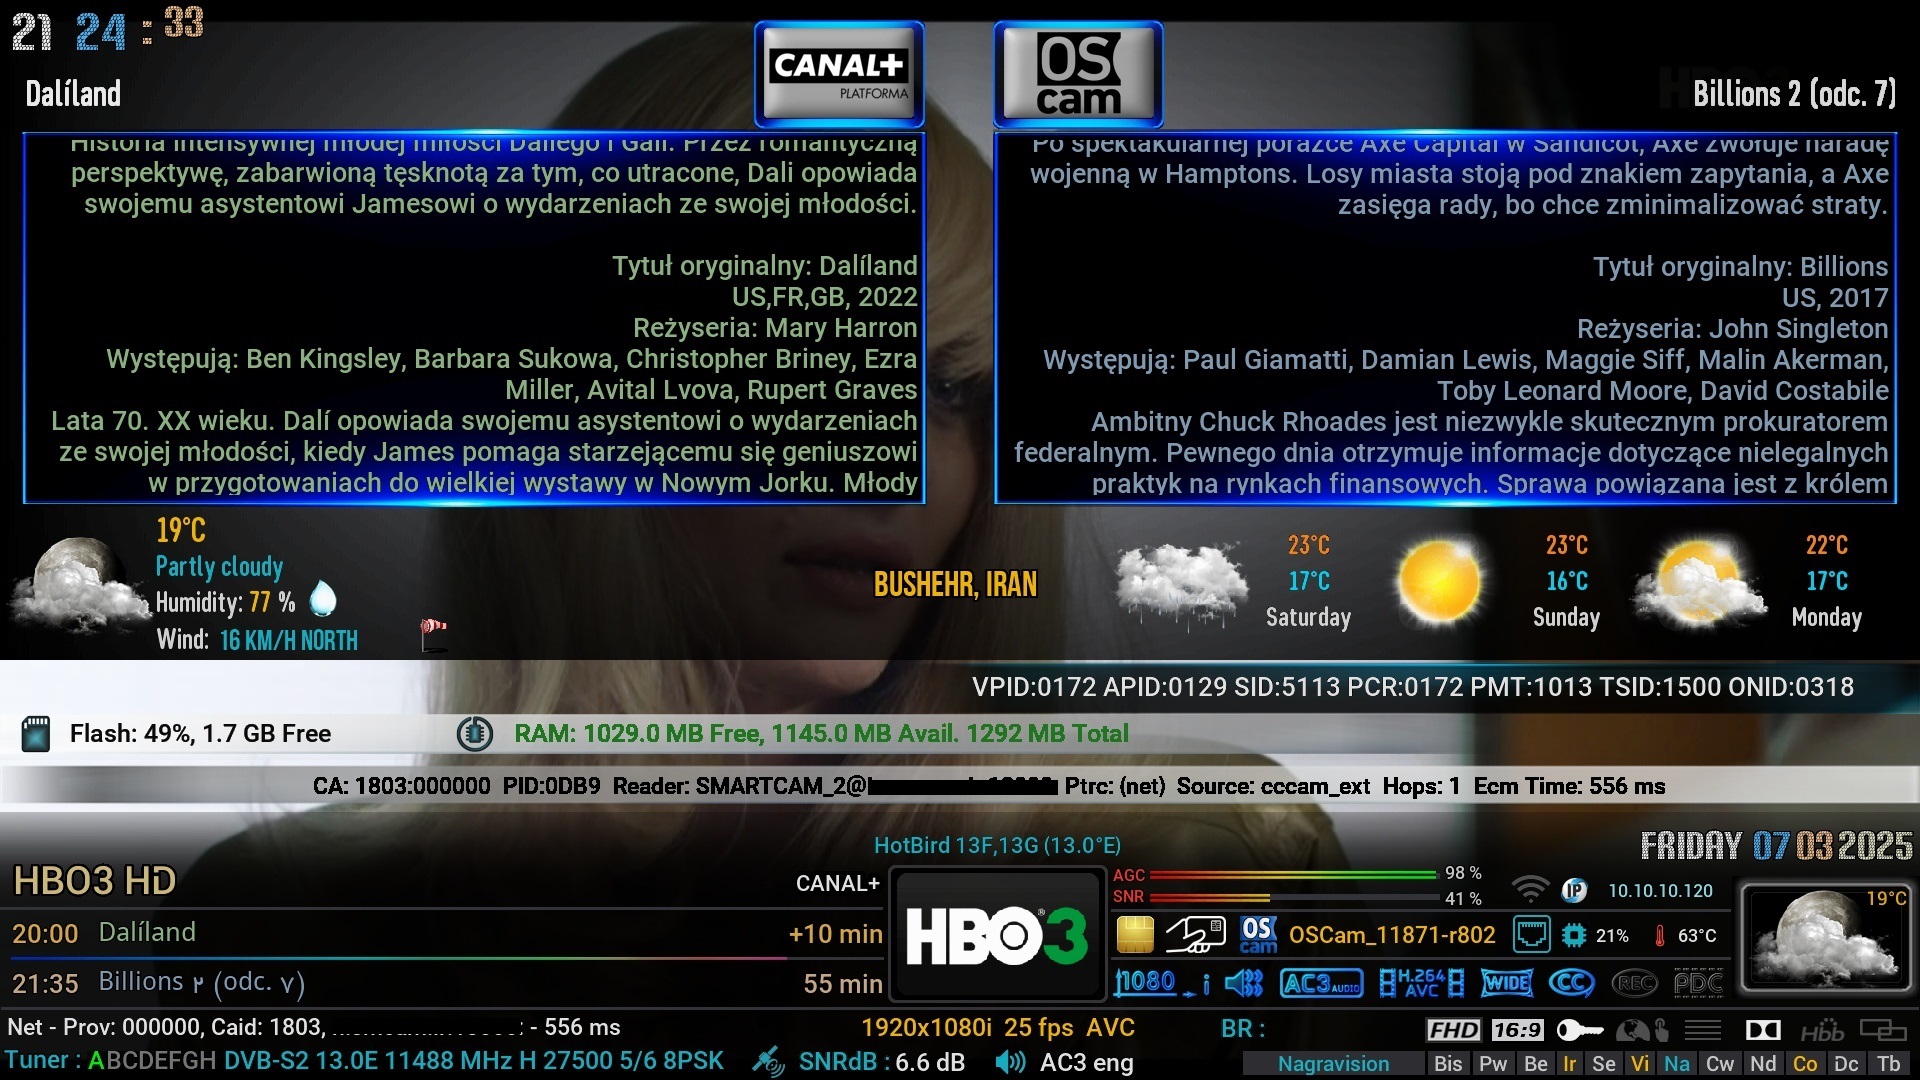 21 24 : 33
CANAL+
PLATFORMA
OS
cam
Dalíland
Billions 2 (odc. 7)
Historia intensywnej młodej miłości Dalíego i Gali. Przez romantyczną
perspektywę, zabarwioną tęsknotą za tym, co utracone, Dali opowiada
swojemu asystentowi Jamesowi o wydarzeniach ze swojej młodości.
Tytuł oryginalny: Dalíland
US,FR,GB, 2022
Reżyseria: Mary Harron
Występują: Ben Kingsley, Barbara Sukowa, Christopher Briney, Ezra
Miller, Avital Lvova, Rupert Graves
Lata 70. XX wieku. Dalí opowiada swojemu asystentowi o wydarzeniach
ze swojej młodości, kiedy James pomaga starzejącemu się geniuszowi
w przygotowaniach do wielkiej wystawy w Nowym Jorku. Młody
Po spektakularnej porażce Axe Capital w Sandicot, Axe zwołuje naradę
wojenną w Hamptons. Losy miasta stoją pod znakiem zapytania, a Axe
zasięga rady, bo chce zminimalizować straty.
Tytuł oryginalny: Billions
US, 2017
Reżyseria: John Singleton
Występują: Paul Giamatti, Damian Lewis, Maggie Siff, Malin Akerman,
Toby Leonard Moore, David Costabile
Ambitny Chuck Rhoades jest niezwykle skutecznym prokuratorem
federalnym. Pewnego dnia otrzymuje informacje dotyczące nielegalnych
praktyk na rynkach finansowych. Sprawa powiązana jest z królem
19°C
Partly cloudy
Humidity: 77 %
Wind: 16 KM/H NORTH
BUSHEHR, IRAN
23°C
17°C
Saturday
23°C
16°C
Sunday
22°C
17°C
Monday
VPID:0172 APID:0129 SID:5113 PCR:0172 PMT:1013 TSID:1500 ONID:0318
Flash: 49%, 1.7 GB Free
RAM: 1029.0 MB Free, 1145.0 MB Avail. 1292 MB Total
CA: 1803:000000 PID:0DB9 Reader: SMARTCAM_2@ Ptrc: (net) Source: cccam_ext Hops: 1 Ecm Time: 556 ms
HotBird 13F,13G (13.0°E)
FRIDAY 07 03 2025
HBO3 HD
CANAL+
HBO3
AGC 98 %
SNR 41 %
IP 10.10.10.120
19°C
20:00 Dalíland +10 min
OS cam OSCam_11871-r802 21% 63°C
21:35 Billions ۲ (odc. ۷) 55 min
1080 i AC3 AUDIO H.264 AVC WIDE CC REC PDC
Net - Prov: 000000, Caid: 1803, - 556 ms
1920x1080i 25 fps AVC
BR :
FHD 16:9 Hbb
Tuner : ABCDEFGH DVB-S2 13.0E 11488 MHz H 27500 5/6 8PSK
SNRdB : 6.6 dB
AC3 eng
Nagravision Bis Pw Be Ir Se Vi Na Cw Nd Co Dc Tb